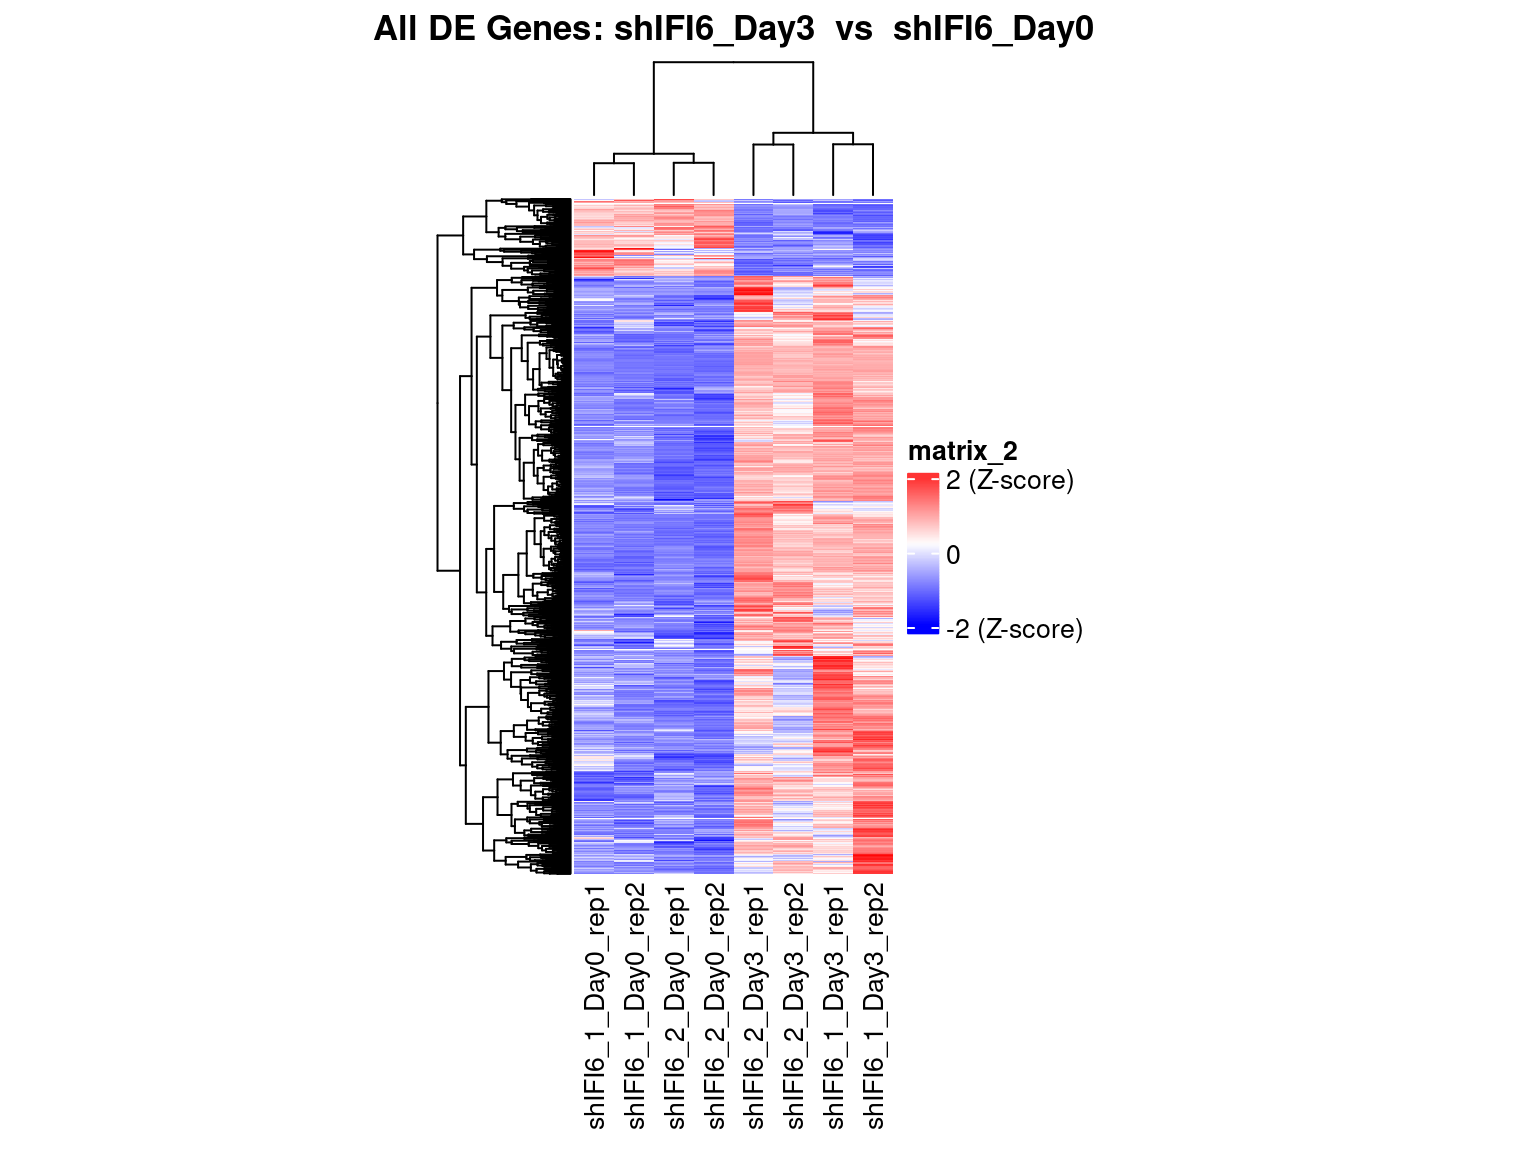 All DE Genes: shIFI6_Day3  vs  shIFI6_Day0
matrix_2
2 (Z-score)
0
-2 (Z-score)
shIFI6_1_Day0_rep1
shIFI6_1_Day0_rep2
shIFI6_2_Day0_rep1
shIFI6_2_Day0_rep2
shIFI6_2_Day3_rep1
shIFI6_2_Day3_rep2
shIFI6_1_Day3_rep1
shIFI6_1_Day3_rep2